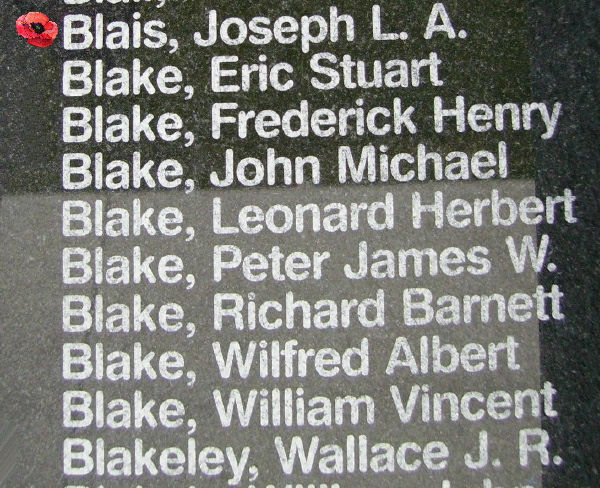 Blais, Joseph L. A.
Blake, Eric Stuart
Blake, Frederick Henry
Blake, John Michael
Blake, Leonard Herbert
Blake, Peter James W.
Blake, Richard Barnett
Blake, Wilfred Albert
Blake, William Vincent
Blakeley, Wallace J. R.